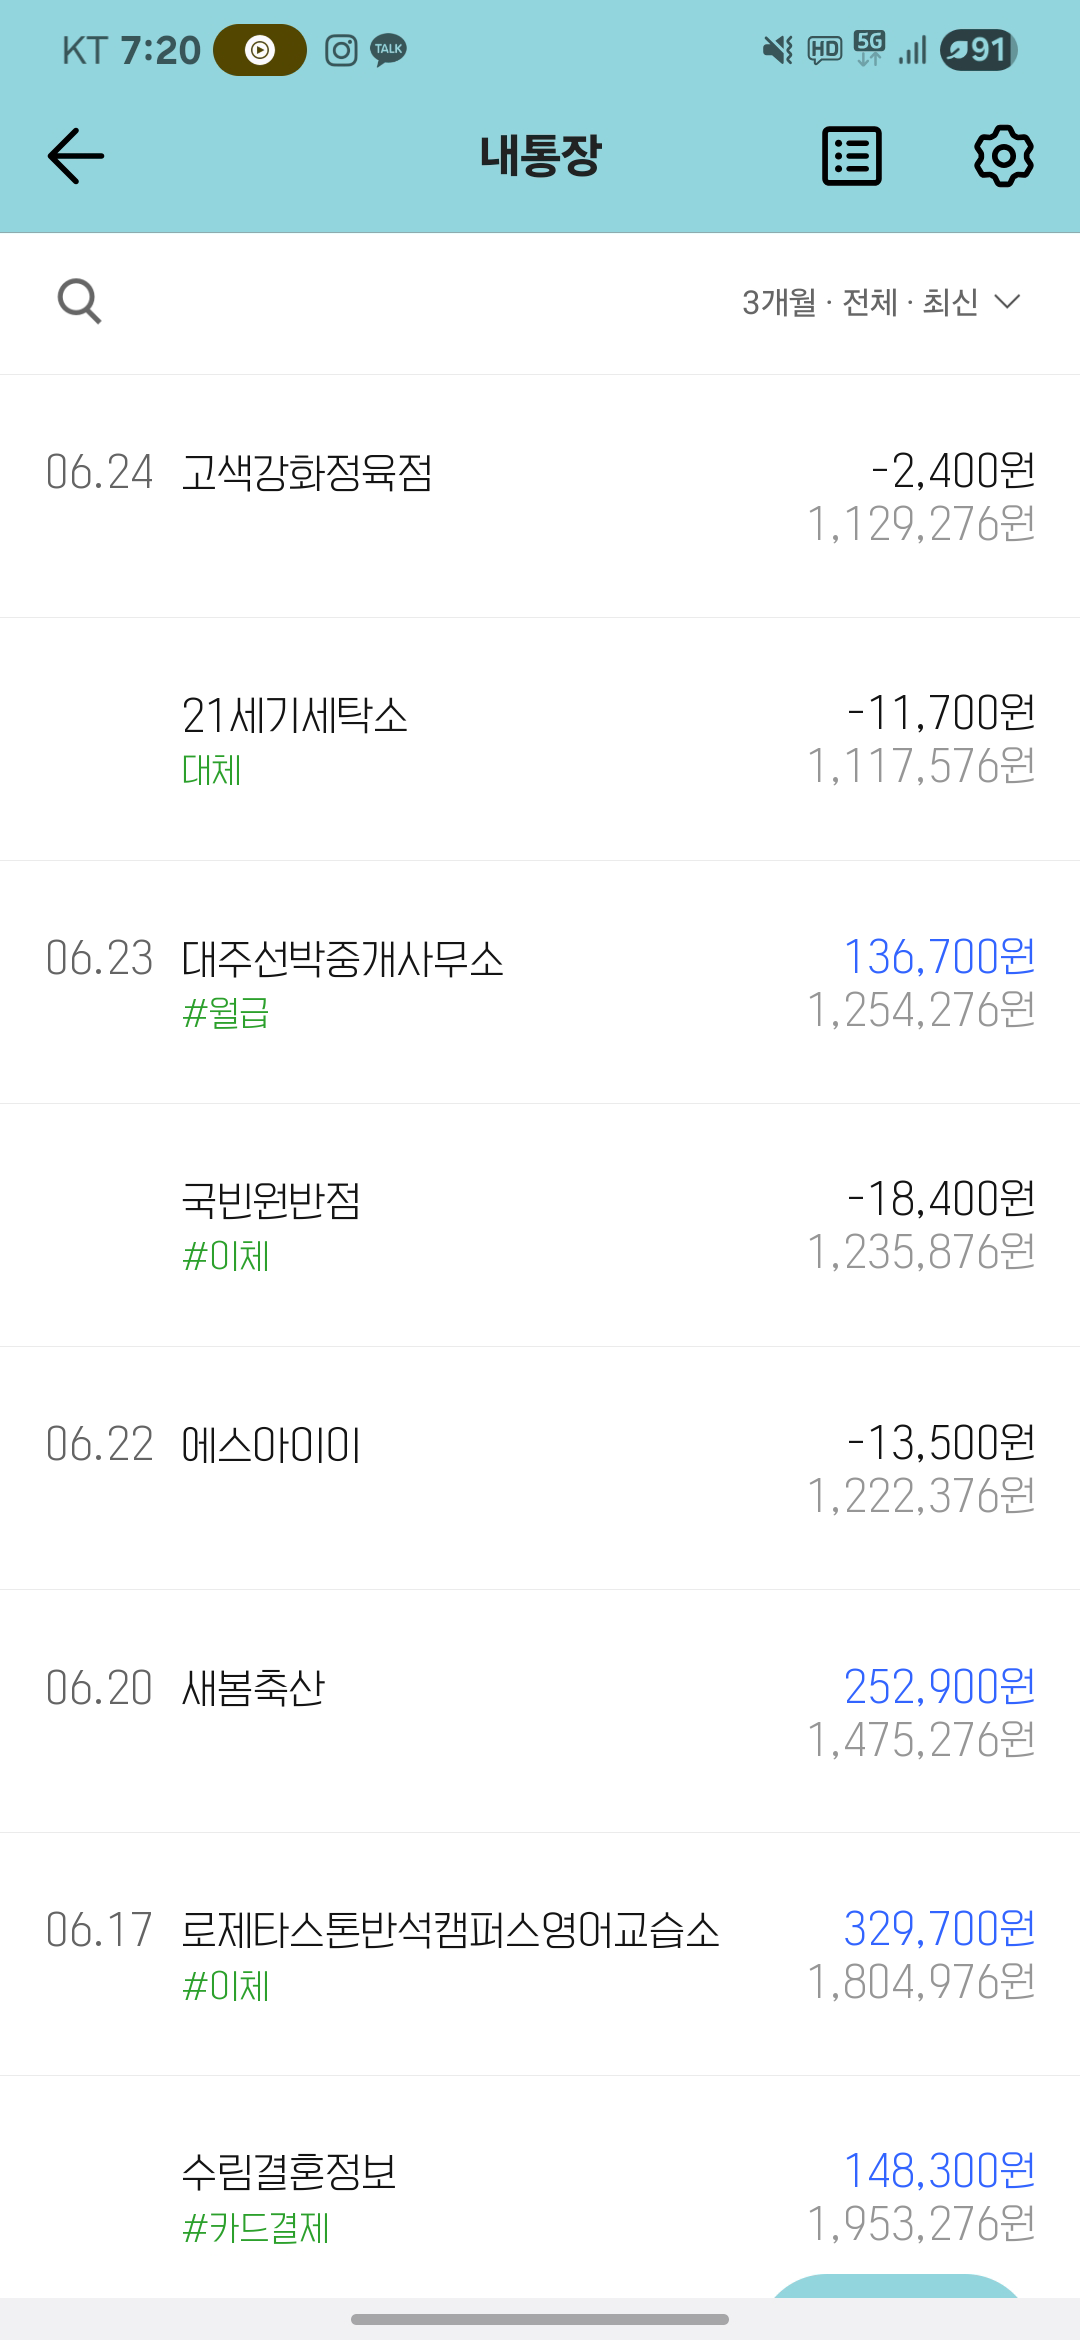 KT 7:20 TALK HD 5G 91
내통장
3개월 · 전체 · 최신
06.24 고색강화정육점 -2,400원
1,129,276원
21세기세탁소 -11,700원
대체 1,117,576원
06.23 대주선박중개사무소 136,700원
#월급 1,254,276원
국빈원반점 -18,400원
#이체 1,235,876원
06.22 에스아이이 -13,500원
1,222,376원
06.20 새봄축산 252,900원
1,475,276원
06.17 로제타스톤반석캠퍼스영어교습소 329,700원
#이체 1,804,976원
수림결혼정보 148,300원
#카드결제 1,953,276원